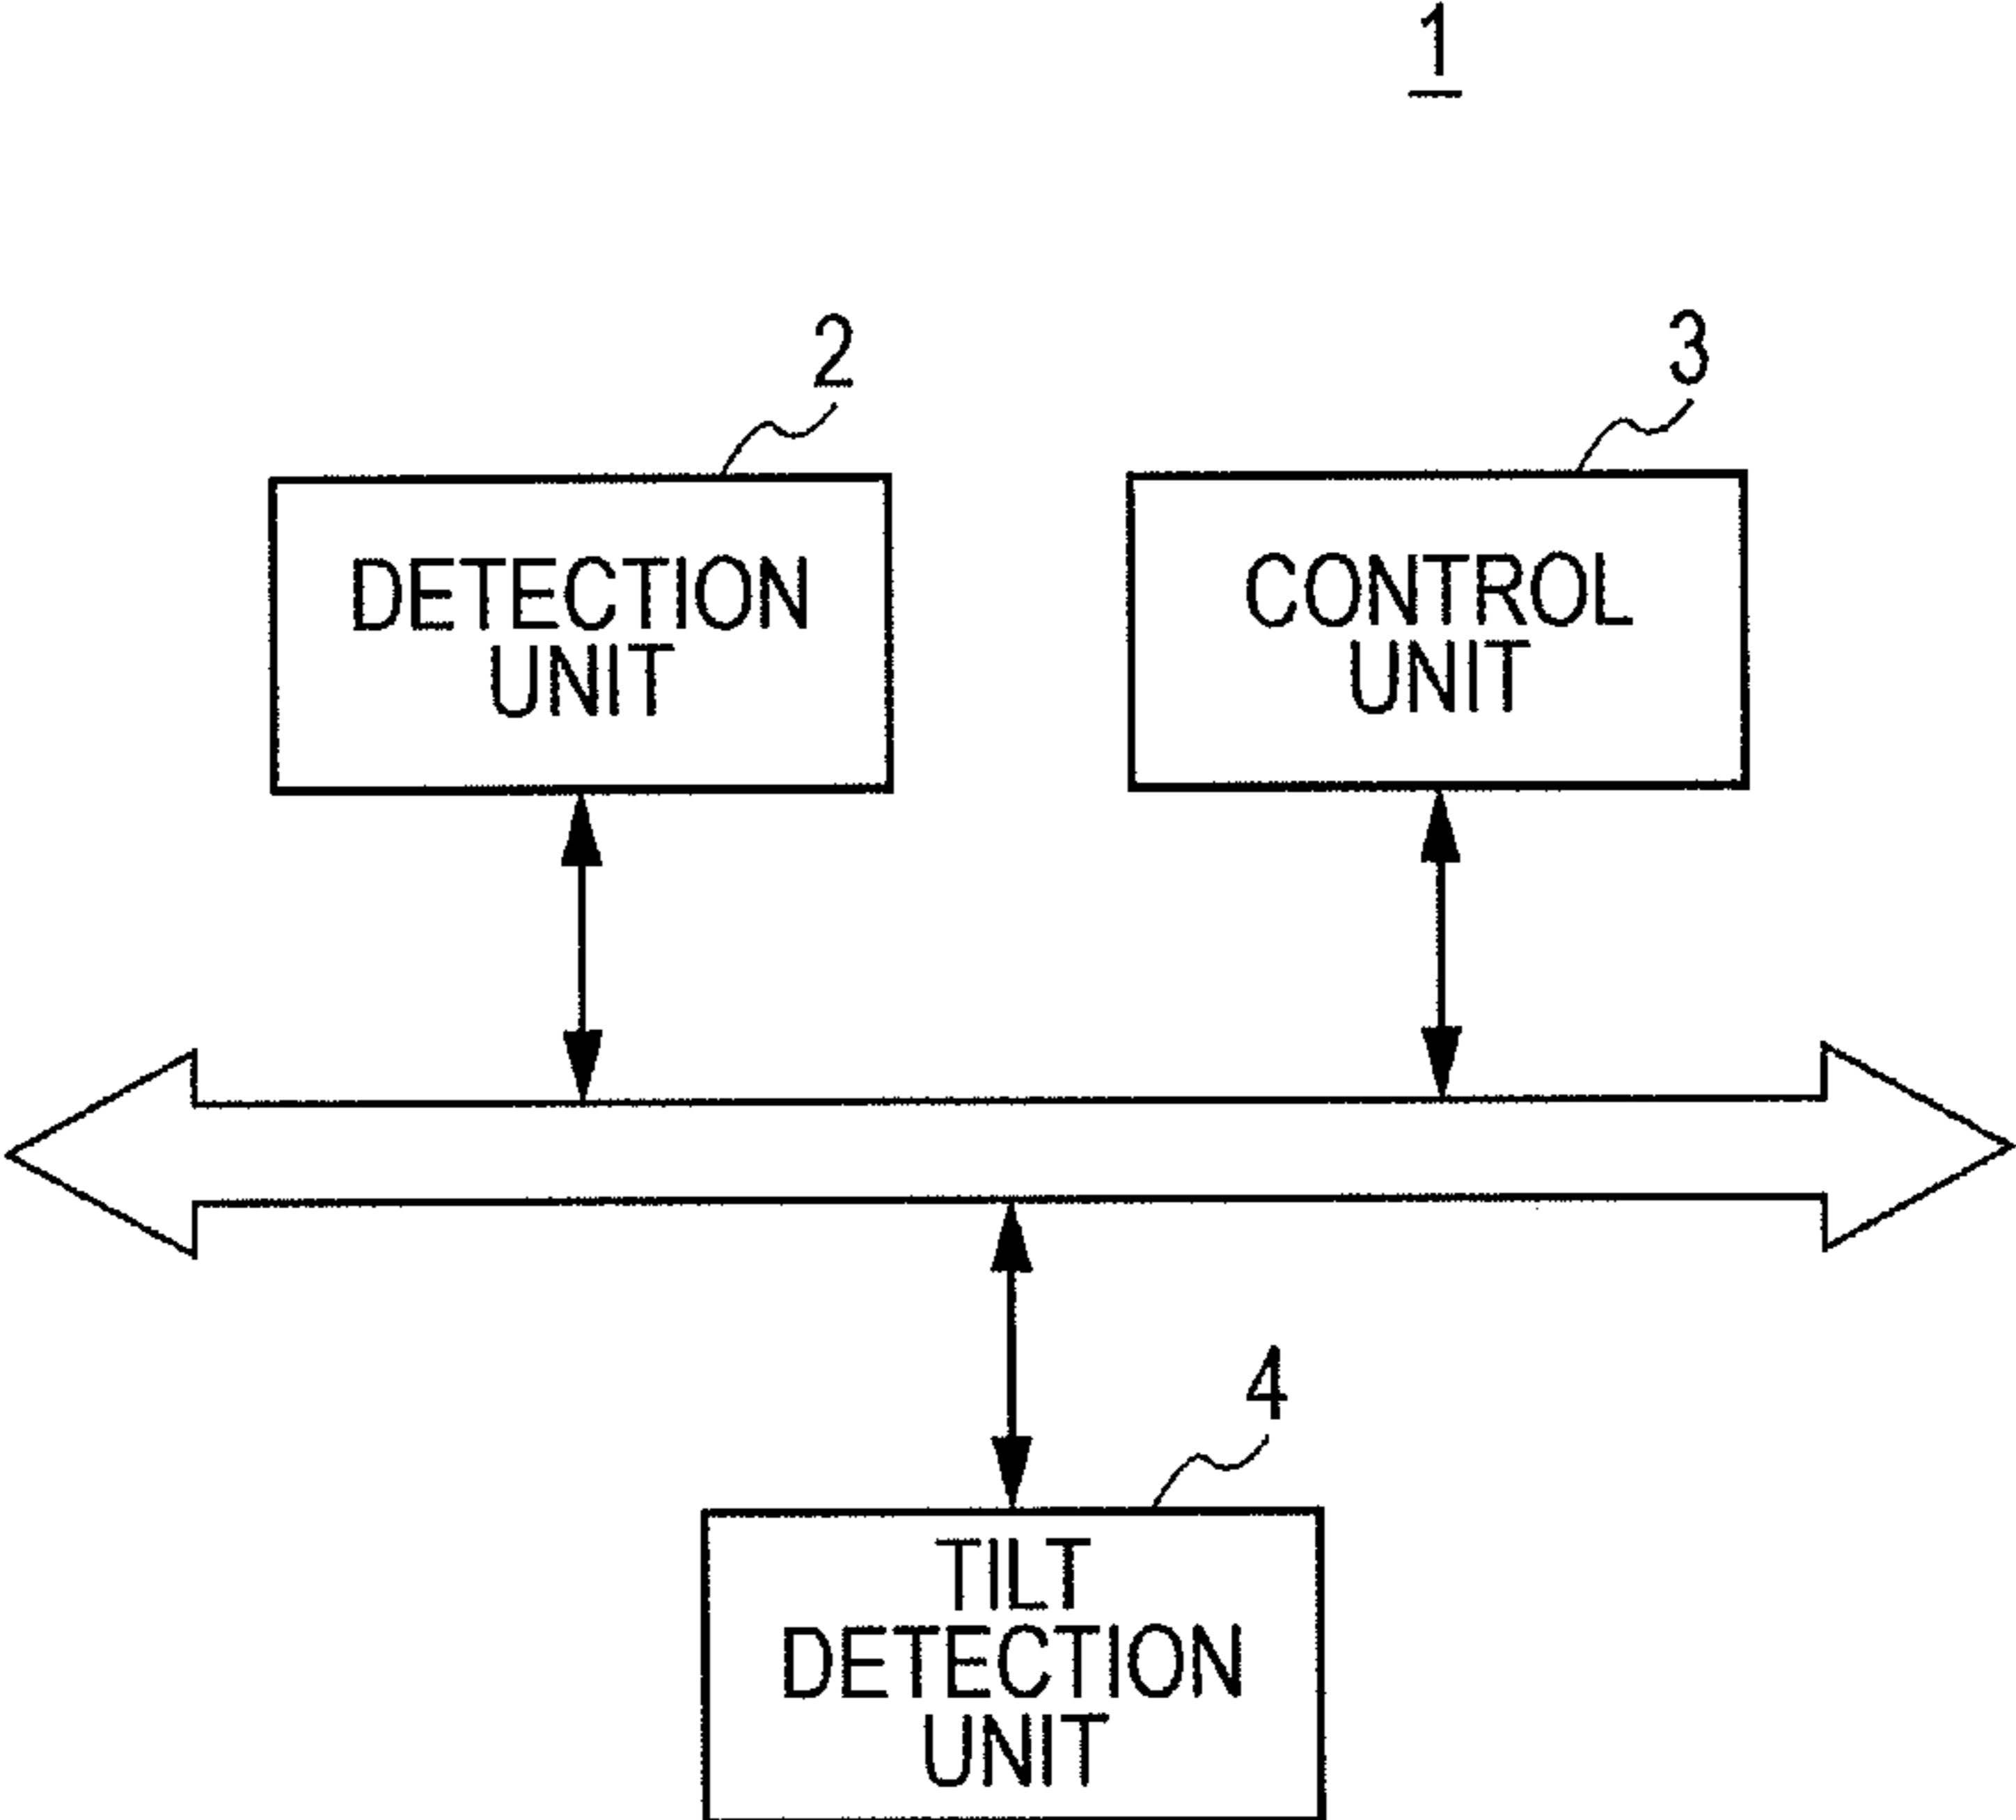 1
2
3
DETECTION
UNIT
CONTROL
UNIT
4
TILT
DETECTION
UNIT